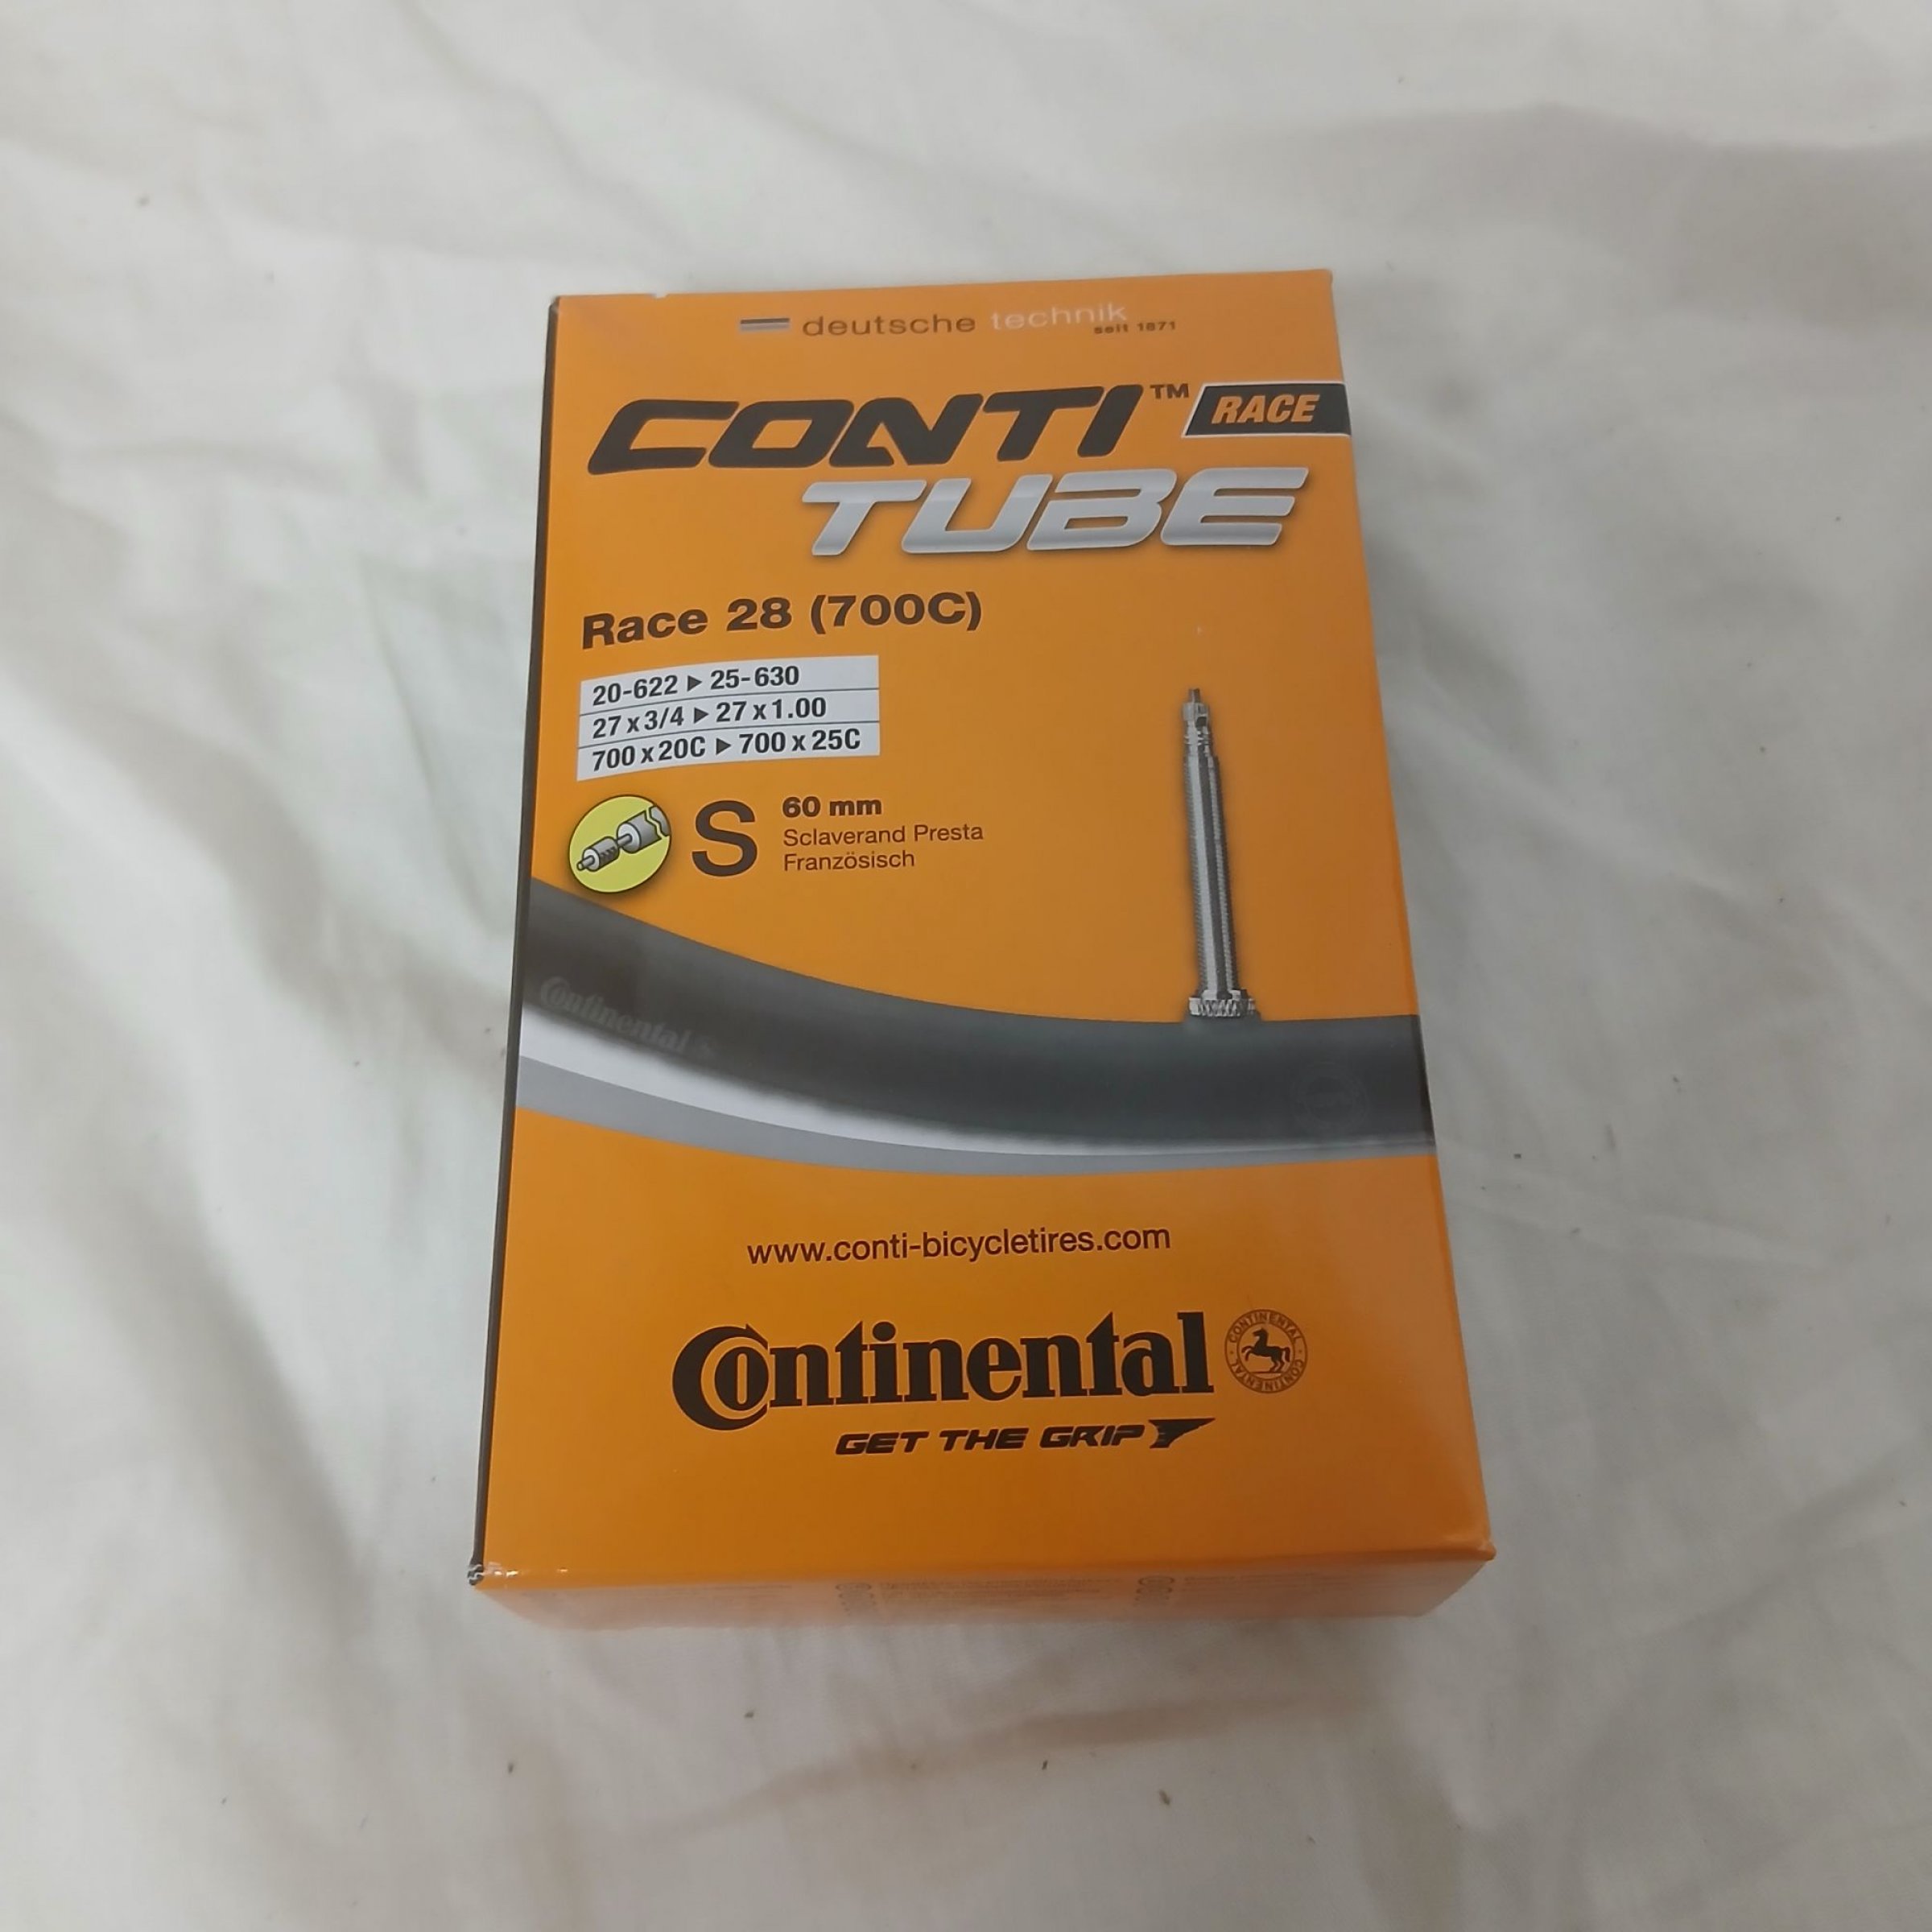 deutsche technik
seit 1871
CONTI™ RACE
TUBE
Race 28 (700C)
20-622 ▶ 25-630
27 x 3/4 ▶ 27 x 1.00
700 x 20C ▶ 700 x 25C
S 60 mm
Sclaverand Presta
Französisch
Continental
www.conti-bicycletires.com
Continental
CONTINENTAL · CONTINENTAL ·
GET THE GRIP